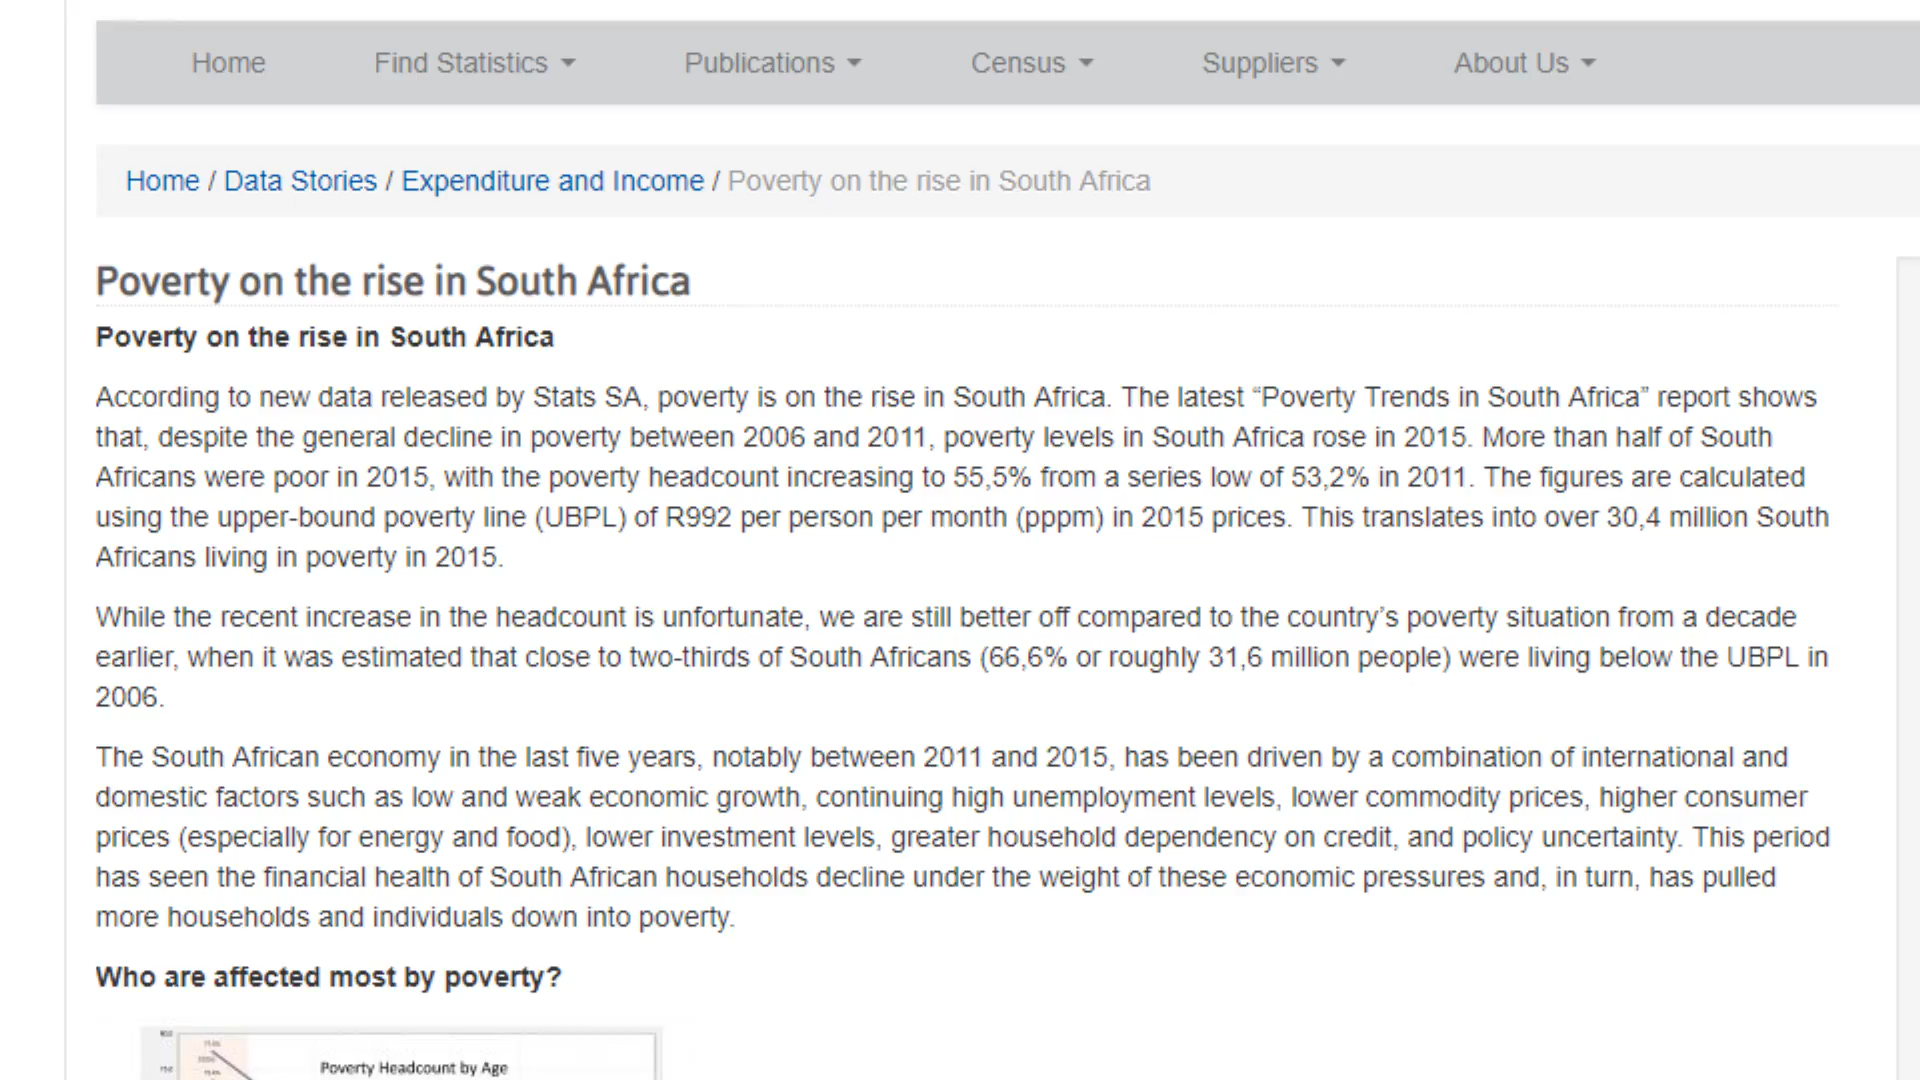 Home Find Statistics Publications Census Suppliers About Us
Home / Data Stories / Expenditure and Income / Poverty on the rise in South Africa
Poverty on the rise in South Africa
Poverty on the rise in South Africa
According to new data released by Stats SA, poverty is on the rise in South Africa. The latest “Poverty Trends in South Africa” report shows
that, despite the general decline in poverty between 2006 and 2011, poverty levels in South Africa rose in 2015. More than half of South
Africans were poor in 2015, with the poverty headcount increasing to 55,5% from a series low of 53,2% in 2011. The figures are calculated
using the upper-bound poverty line (UBPL) of R992 per person per month (pppm) in 2015 prices. This translates into over 30,4 million South
Africans living in poverty in 2015.
While the recent increase in the headcount is unfortunate, we are still better off compared to the country’s poverty situation from a decade
earlier, when it was estimated that close to two-thirds of South Africans (66,6% or roughly 31,6 million people) were living below the UBPL in
2006.
The South African economy in the last five years, notably between 2011 and 2015, has been driven by a combination of international and
domestic factors such as low and weak economic growth, continuing high unemployment levels, lower commodity prices, higher consumer
prices (especially for energy and food), lower investment levels, greater household dependency on credit, and policy uncertainty. This period
has seen the financial health of South African households decline under the weight of these economic pressures and, in turn, has pulled
more households and individuals down into poverty.
Who are affected most by poverty?
Poverty Headcount by Age